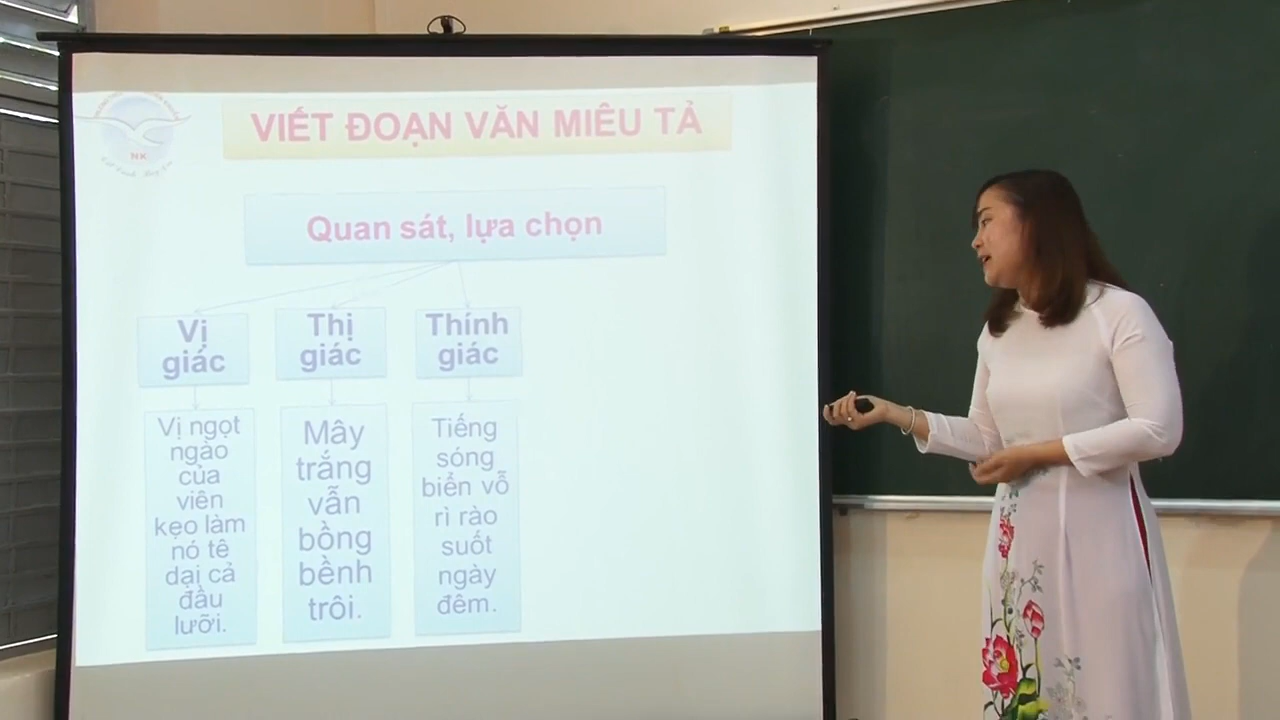 VIẾT ĐOẠN VĂN MIÊU TẢ
NK
Quan sát, lựa chọn
Vị
giác
Thị
giác
Thính
giác
Vị ngọt
ngào
của
viên
kẹo làm
nó tê
dại cả
đầu
lưỡi.
Mây
trắng
vẫn
bồng
bềnh
trôi.
Tiếng
sóng
biển vỗ
rì rào
suốt
ngày
đêm.